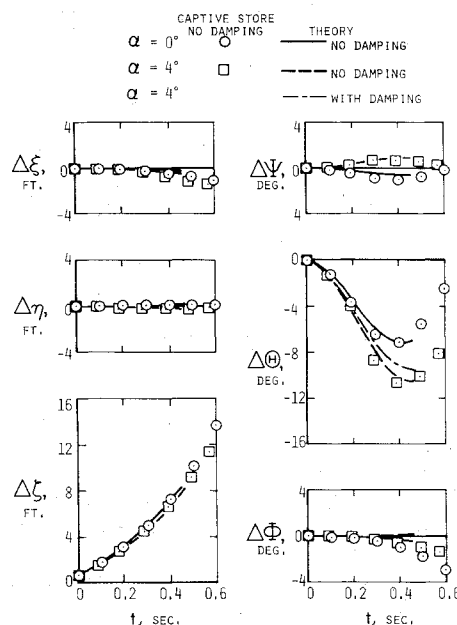 CAPTIVE STORE
NO DAMPING
THEORY
α = 0°
NO DAMPING
α = 4°
NO DAMPING
α = 4°
WITH DAMPING
4
Δξ,
FT.
0
-4
4
ΔΨ,
DEG.
0
-4
4
Δη,
FT.
0
-4
0
-4
ΔΘ,
DEG.
-8
-12
-16
16
12
Δζ,
FT.
8
4
0
4
ΔΦ,
DEG.
0
-4
0 0.2 0.4 0.6
t, SEC.
0 0.2 0.4 0.6
t, SEC.